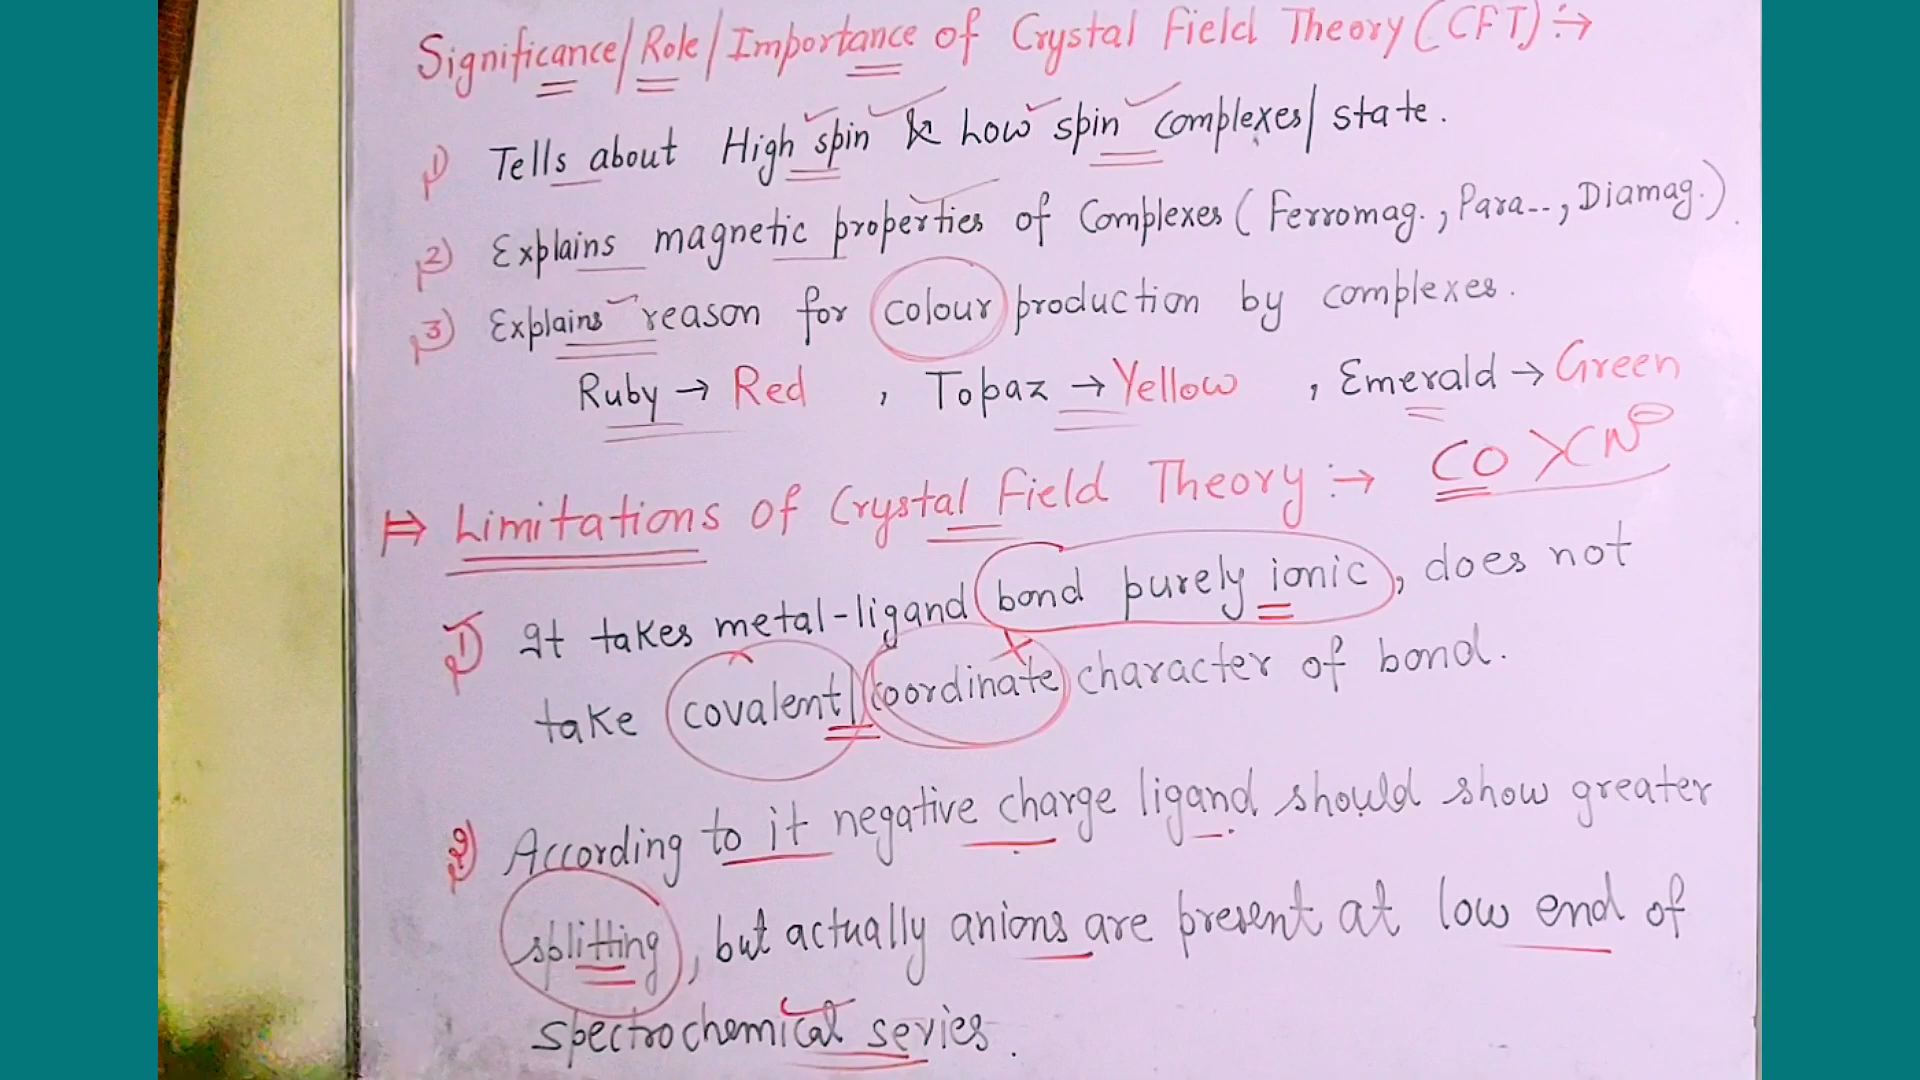 Significance/Role/Importance of Crystal Field Theory (CFT) :→
1) Tells about High spin & how spin complexes/state.
2) Explains magnetic properties of Complexes (Ferromag., Para--, Diamag.)
3) Explains reason for colour production by complexes.
Ruby → Red , Topaz → Yellow , Emerald → Green
CO > CN⊖
⇒ Limitations of Crystal Field Theory :→
1) It takes metal-ligand bond purely ionic, does not
take covalent/coordinate character of bond.
2) According to it negative charge ligand should show greater
splitting, but actually anions are present at low end of
spectrochemical series.